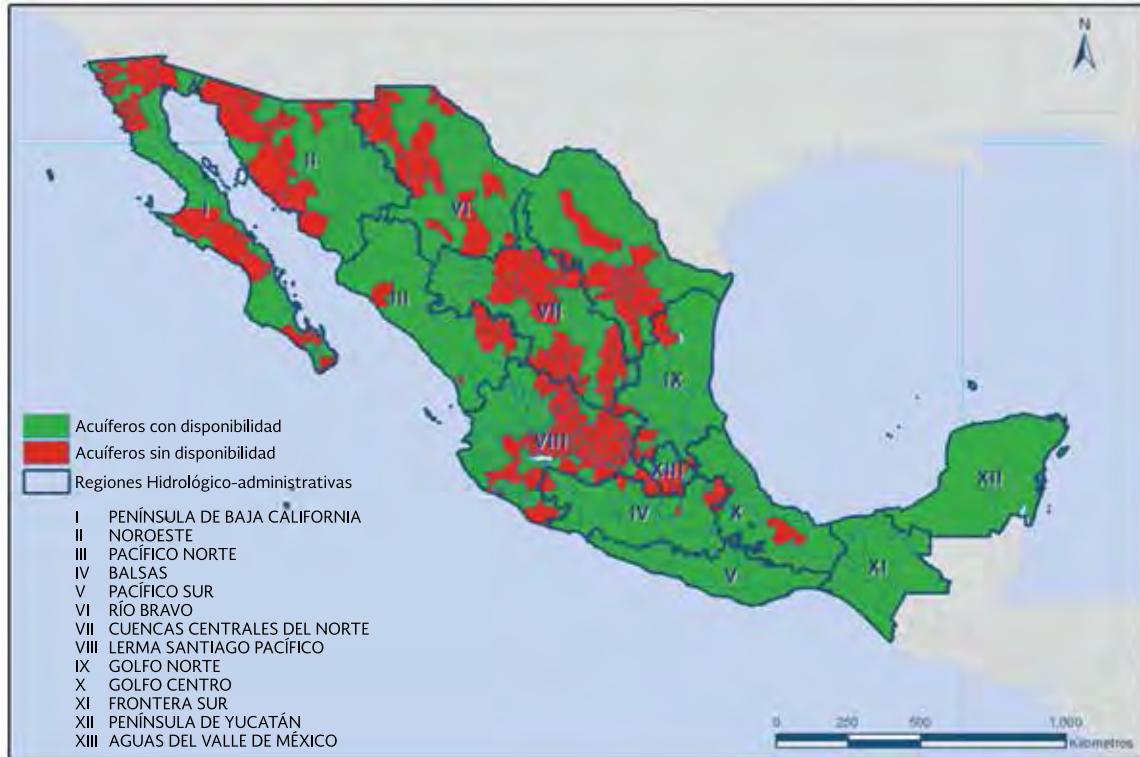 N
II
I
VI
III
VII
IX
VIII
XIII
XII
IV
X
V
XI
Acuíferos con disponibilidad
Acuíferos sin disponibilidad
Regiones Hidrológico-administrativas
I PENÍNSULA DE BAJA CALIFORNIA
II NOROESTE
III PACÍFICO NORTE
IV BALSAS
V PACÍFICO SUR
VI RÍO BRAVO
VII CUENCAS CENTRALES DEL NORTE
VIII LERMA SANTIAGO PACÍFICO
IX GOLFO NORTE
X GOLFO CENTRO
XI FRONTERA SUR
XII PENÍNSULA DE YUCATÁN
XIII AGUAS DEL VALLE DE MÉXICO
0 250 500 1,000
Kilometros